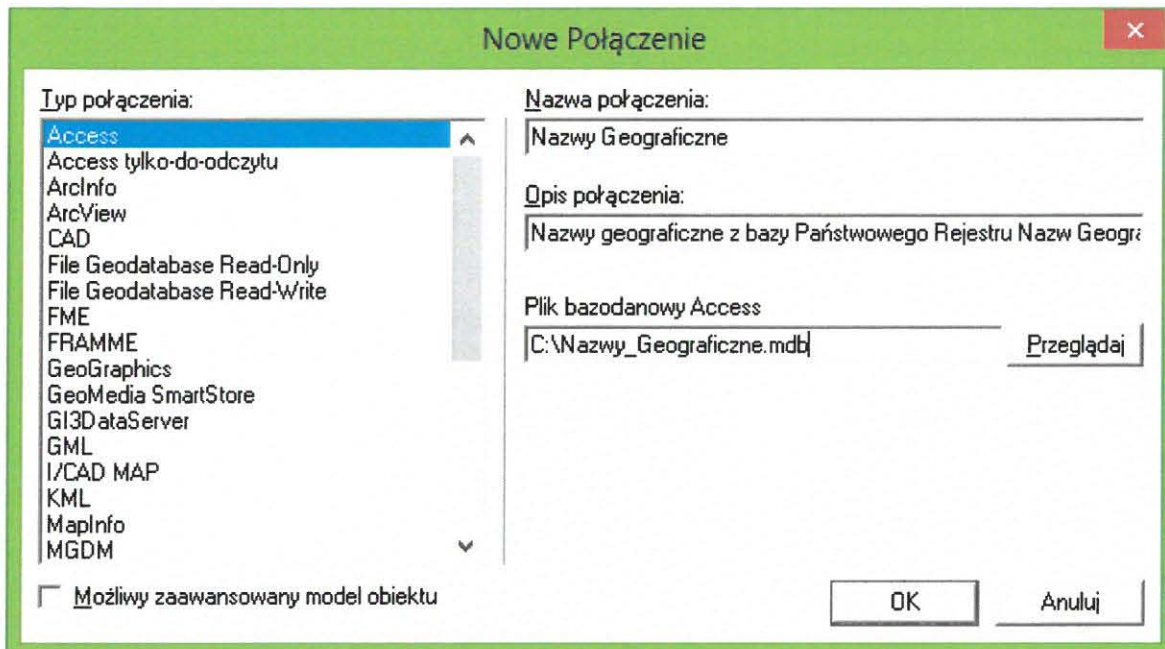 Nowe Połączenie
Typ połączenia:
Access
Access tylko-do-odczytu
ArcInfo
ArcView
CAD
File Geodatabase Read-Only
File Geodatabase Read-Write
FME
FRAMME
GeoGraphics
GeoMedia SmartStore
GI3DataServer
GML
I/CAD MAP
KML
MapInfo
MGDM
Możliwy zaawansowany model obiektu
Nazwa połączenia:
Nazwy Geograficzne
Opis połączenia:
Nazwy geograficzne z bazy Państwowego Rejestru Nazw Geogra
Plik bazodanowy Access
C:\Nazwy_Geograficzne.mdb
Przeglądaj
OK
Anuluj